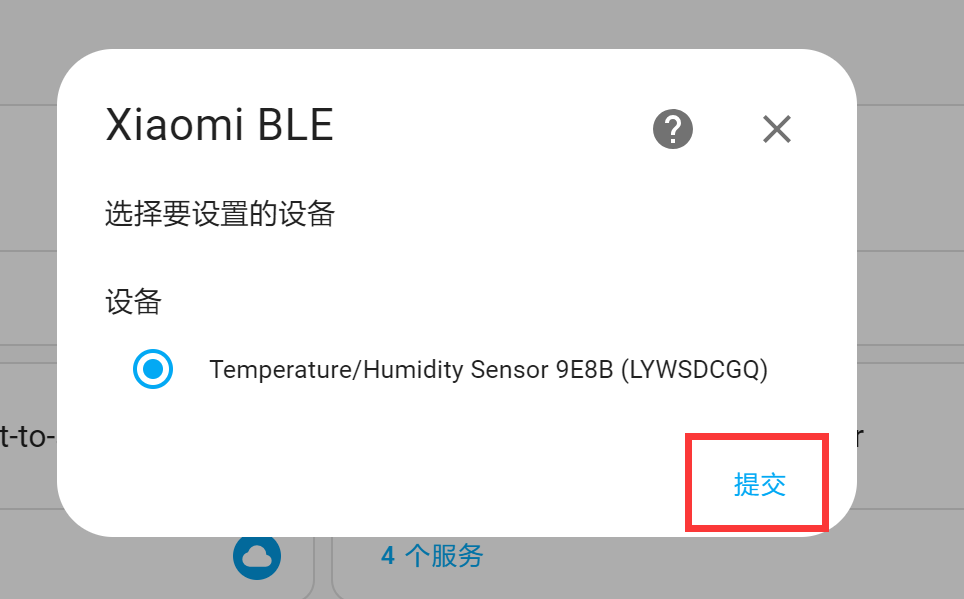 Xiaomi BLE
选择要设置的设备
设备
Temperature/Humidity Sensor 9E8B (LYWSDCGQ)
t-to-
r
提交
4 个服务